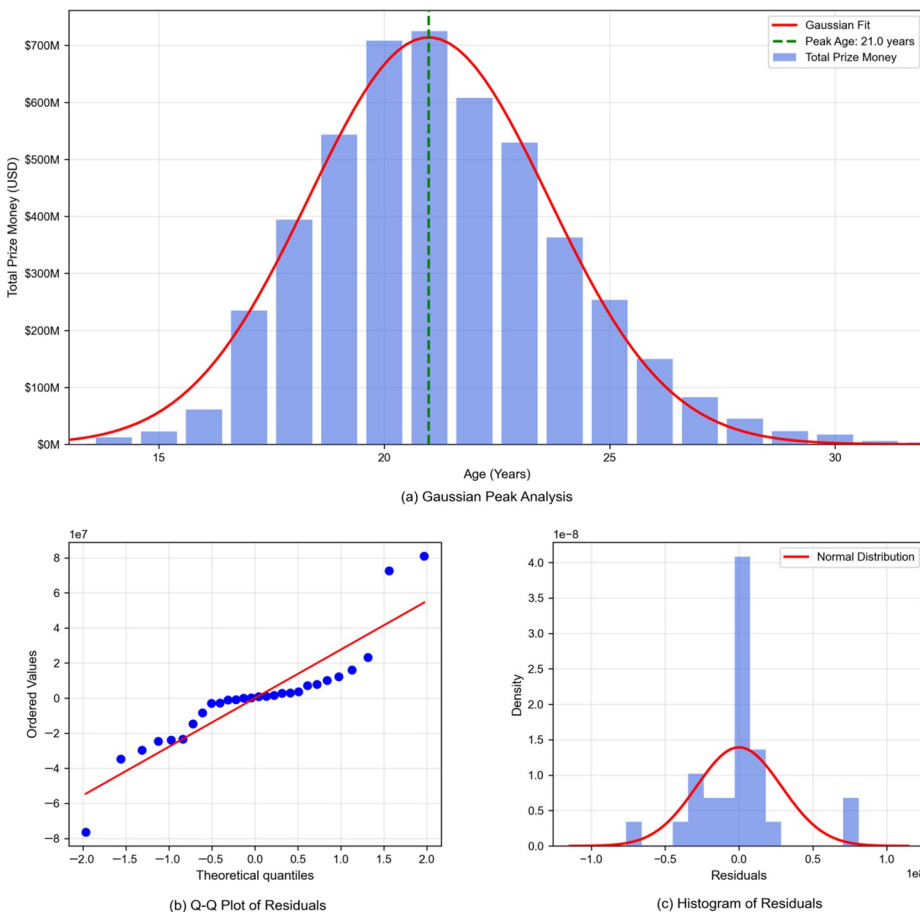 $700M
$600M
$500M
$400M
$300M
$200M
$100M
$0M
Total Prize Money (USD)
Gaussian Fit
Peak Age: 21.0 years
Total Prize Money
15 20 25 30
Age (Years)
(a) Gaussian Peak Analysis
1e7
8
6
4
2
0
−2
−4
−6
−8
Ordered Values
−2.0 −1.5 −1.0 −0.5 0.0 0.5 1.0 1.5 2.0
Theoretical quantiles
(b) Q-Q Plot of Residuals
1e-8
4.0
3.5
3.0
2.5
2.0
1.5
1.0
0.5
0.0
Density
Normal Distribution
−1.0 −0.5 0.0 0.5 1.0
1e8
Residuals
(c) Histogram of Residuals